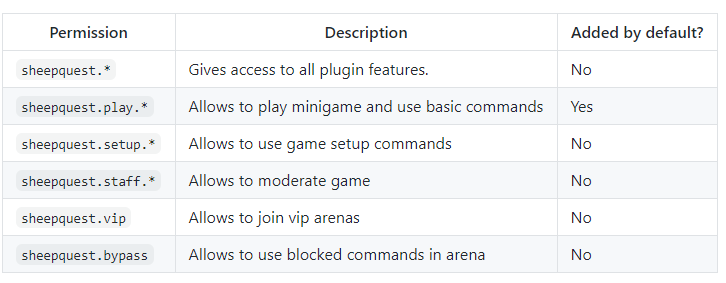 Permission Description Added by default?
sheepquest.* Gives access to all plugin features. No
sheepquest.play.* Allows to play minigame and use basic commands Yes
sheepquest.setup.* Allows to use game setup commands No
sheepquest.staff.* Allows to moderate game No
sheepquest.vip Allows to join vip arenas No
sheepquest.bypass Allows to use blocked commands in arena No